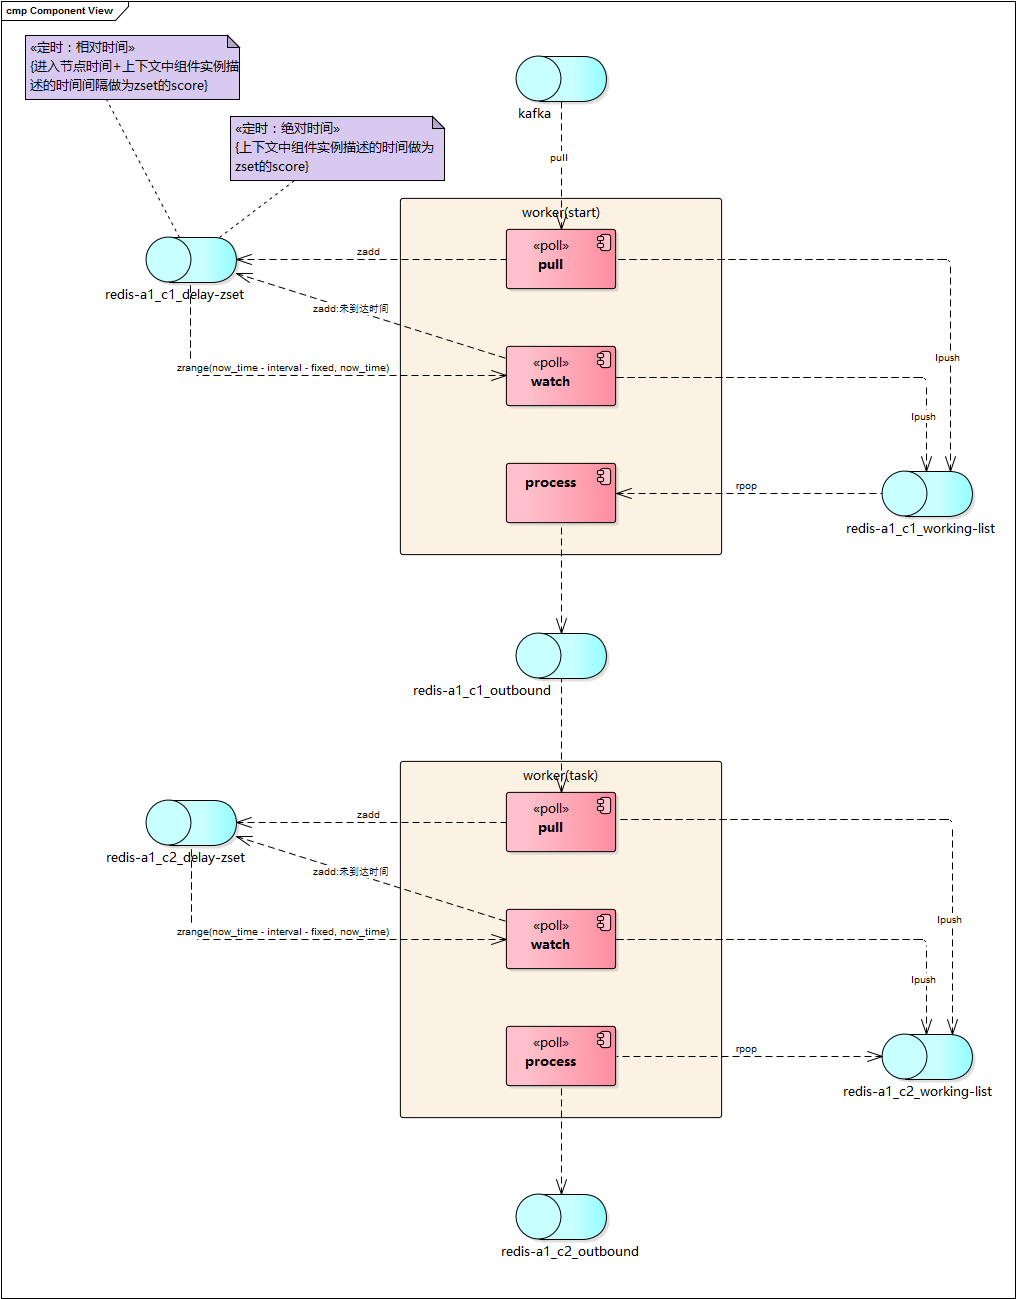 cmp Component View
«定时：相对时间»
{进入节点时间+上下文中组件实例描
述的时间间隔做为zset的score}
«定时：绝对时间»
{上下文中组件实例描述的时间做为
zset的score}
kafka
pull
worker(start)
«poll»
pull
zadd
redis-a1_c1_delay-zset
zadd:未到达时间
lpush
«poll»
watch
zrange(now_time - interval - fixed, now_time)
lpush
process
rpop
redis-a1_c1_working-list
redis-a1_c1_outbound
worker(task)
«poll»
pull
zadd
redis-a1_c2_delay-zset
zadd:未到达时间
lpush
«poll»
watch
zrange(now_time - interval - fixed, now_time)
lpush
«poll»
process
rpop
redis-a1_c2_working-list
redis-a1_c2_outbound